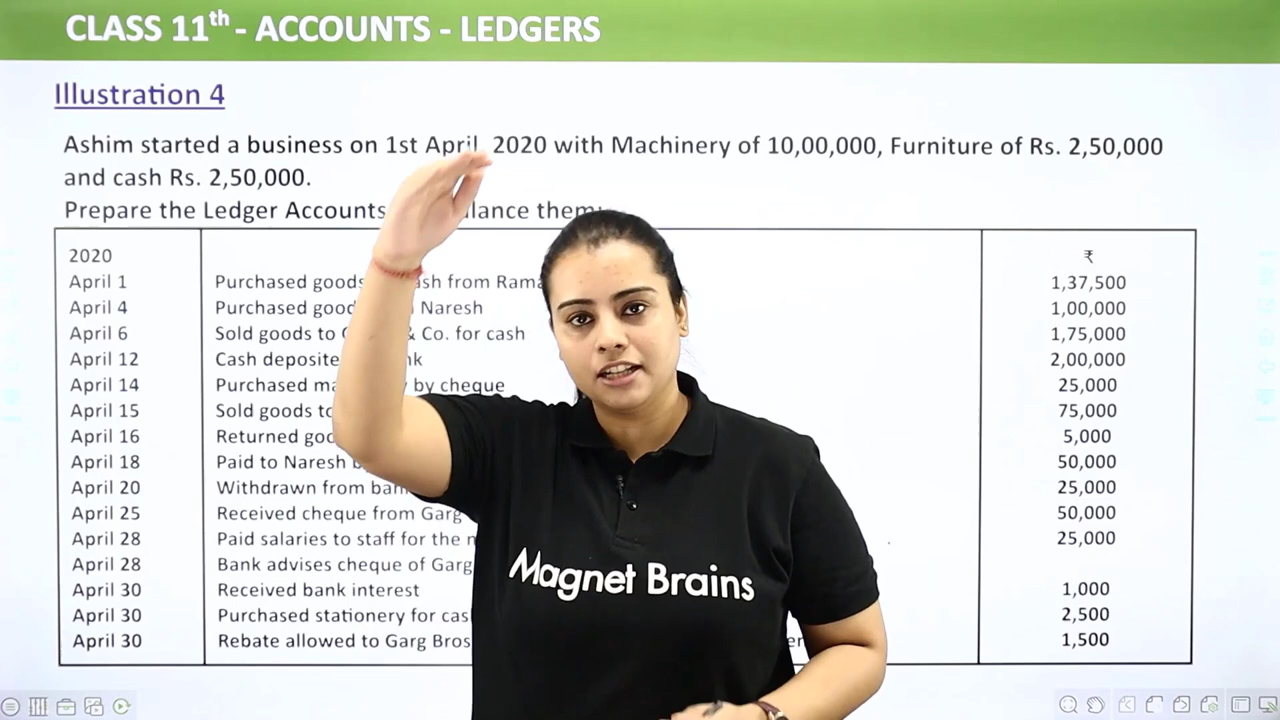 CLASS 11th - ACCOUNTS - LEDGERS
Illustration 4
Ashim started a business on 1st April, 2020 with Machinery of 10,00,000, Furniture of Rs. 2,50,000
and cash Rs. 2,50,000.
Prepare the Ledger Accounts them:
2020 ₹
April 1 Purchased goods from 1,37,500
April 4 Purchased Naresh 1,00,000
April 6 Sold goods to & Co. for cash 1,75,000
April 12 Cash 2,00,000
April 14 Purchased by cheque 25,000
April 15 Sold goods to 75,000
April 16 Returned 5,000
April 18 Paid to Naresh 50,000
April 20 Withdrawn from 25,000
April 25 Received cheque from Garg 50,000
April 28 Paid salaries to staff for the 25,000
April 28 Bank advises cheque of Garg
April 30 Received bank interest 1,000
April 30 Purchased stationery for 2,500
April 30 Rebate allowed to Garg Bros 1,500
Magnet Brains